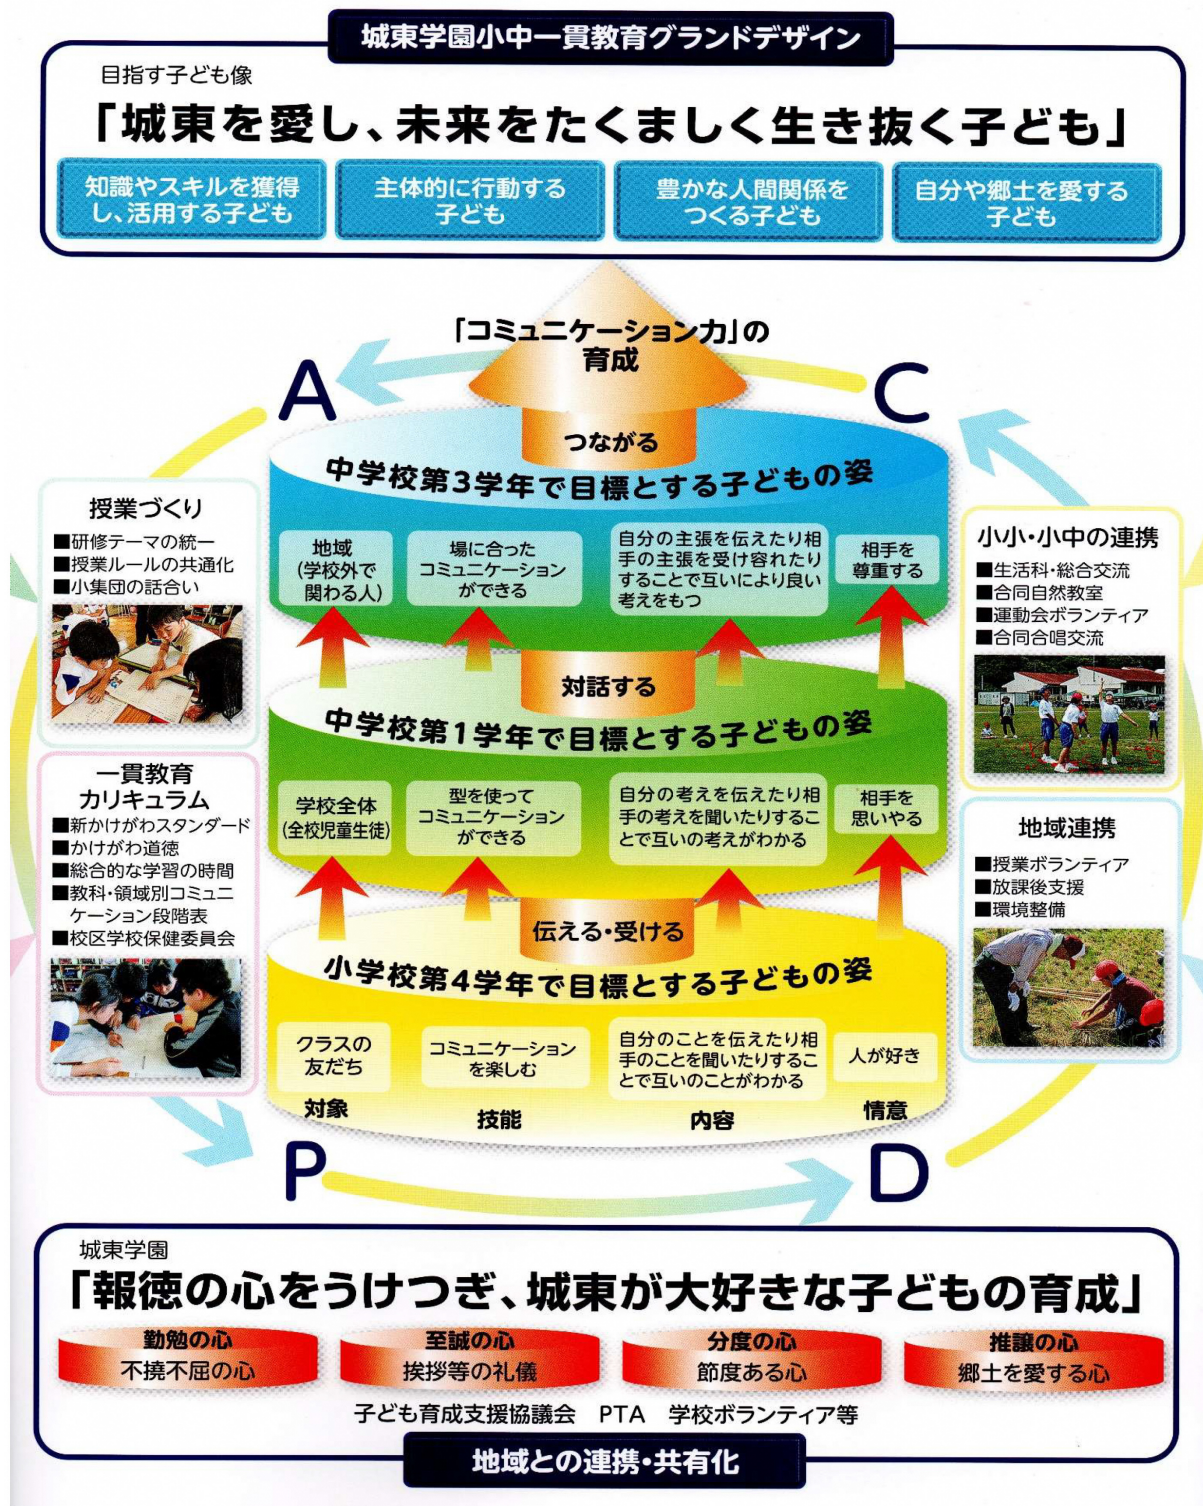 城東学園小中一貫教育グランドデザイン
目指す子ども像
「城東を愛し、未来をたくましく生き抜く子ども」
知識やスキルを獲得
し、活用する子ども
主体的に行動する
子ども
豊かな人間関係を
つくる子ども
自分や郷土を愛する
子ども
「コミュニケーション力」の
育成
A
C
つながる
中学校第3学年で目標とする子どもの姿
地域
(学校外で
関わる人)
場に合った
コミュニケーション
ができる
自分の主張を伝えたり相
手の主張を受け容れたり
することで互いにより良い
考えをもつ
相手を
尊重する
対話する
中学校第1学年で目標とする子どもの姿
学校全体
(全校児童生徒)
型を使って
コミュニケーション
ができる
自分の考えを伝えたり相
手の考えを聞いたりするこ
とで互いの考えがわかる
相手を
思いやる
伝える・受ける
小学校第4学年で目標とする子どもの姿
クラスの
友だち
コミュニケーション
を楽しむ
自分のことを伝えたり相
手のことを聞いたりするこ
とで互いのことがわかる
人が好き
対象
技能
内容
情意
授業づくり
■研修テーマの統一
■授業ルールの共通化
■小集団の話合い
一貫教育
カリキュラム
■新かけがわスタンダード
■かけがわ道徳
■総合的な学習の時間
■教科・領域別コミュニ
ケーション段階表
■校区学校保健委員会
小小・小中の連携
■生活科・総合交流
■合同自然教室
■運動会ボランティア
■合同合唱交流
地域連携
■授業ボランティア
■放課後支援
■環境整備
P
D
城東学園
「報徳の心をうけつぎ、城東が大好きな子どもの育成」
勤勉の心
不撓不屈の心
至誠の心
挨拶等の礼儀
分度の心
節度ある心
推譲の心
郷土を愛する心
子ども育成支援協議会 PTA 学校ボランティア等
地域との連携・共有化